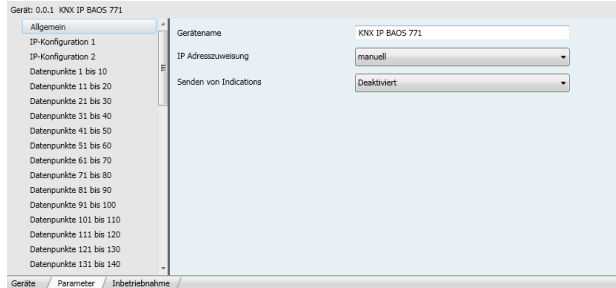 Gerät: 0.0.1 KNX IP BAOS 771
Allgemein
IP-Konfiguration 1
IP-Konfiguration 2
Datenpunkte 1 bis 10
Datenpunkte 11 bis 20
Datenpunkte 21 bis 30
Datenpunkte 31 bis 40
Datenpunkte 41 bis 50
Datenpunkte 51 bis 60
Datenpunkte 61 bis 70
Datenpunkte 71 bis 80
Datenpunkte 81 bis 90
Datenpunkte 91 bis 100
Datenpunkte 101 bis 110
Datenpunkte 111 bis 120
Datenpunkte 121 bis 130
Datenpunkte 131 bis 140
Gerätename KNX IP BAOS 771
IP Adresszuweisung manuell
Senden von Indications Deaktiviert
Geräte Parameter Inbetriebnahme